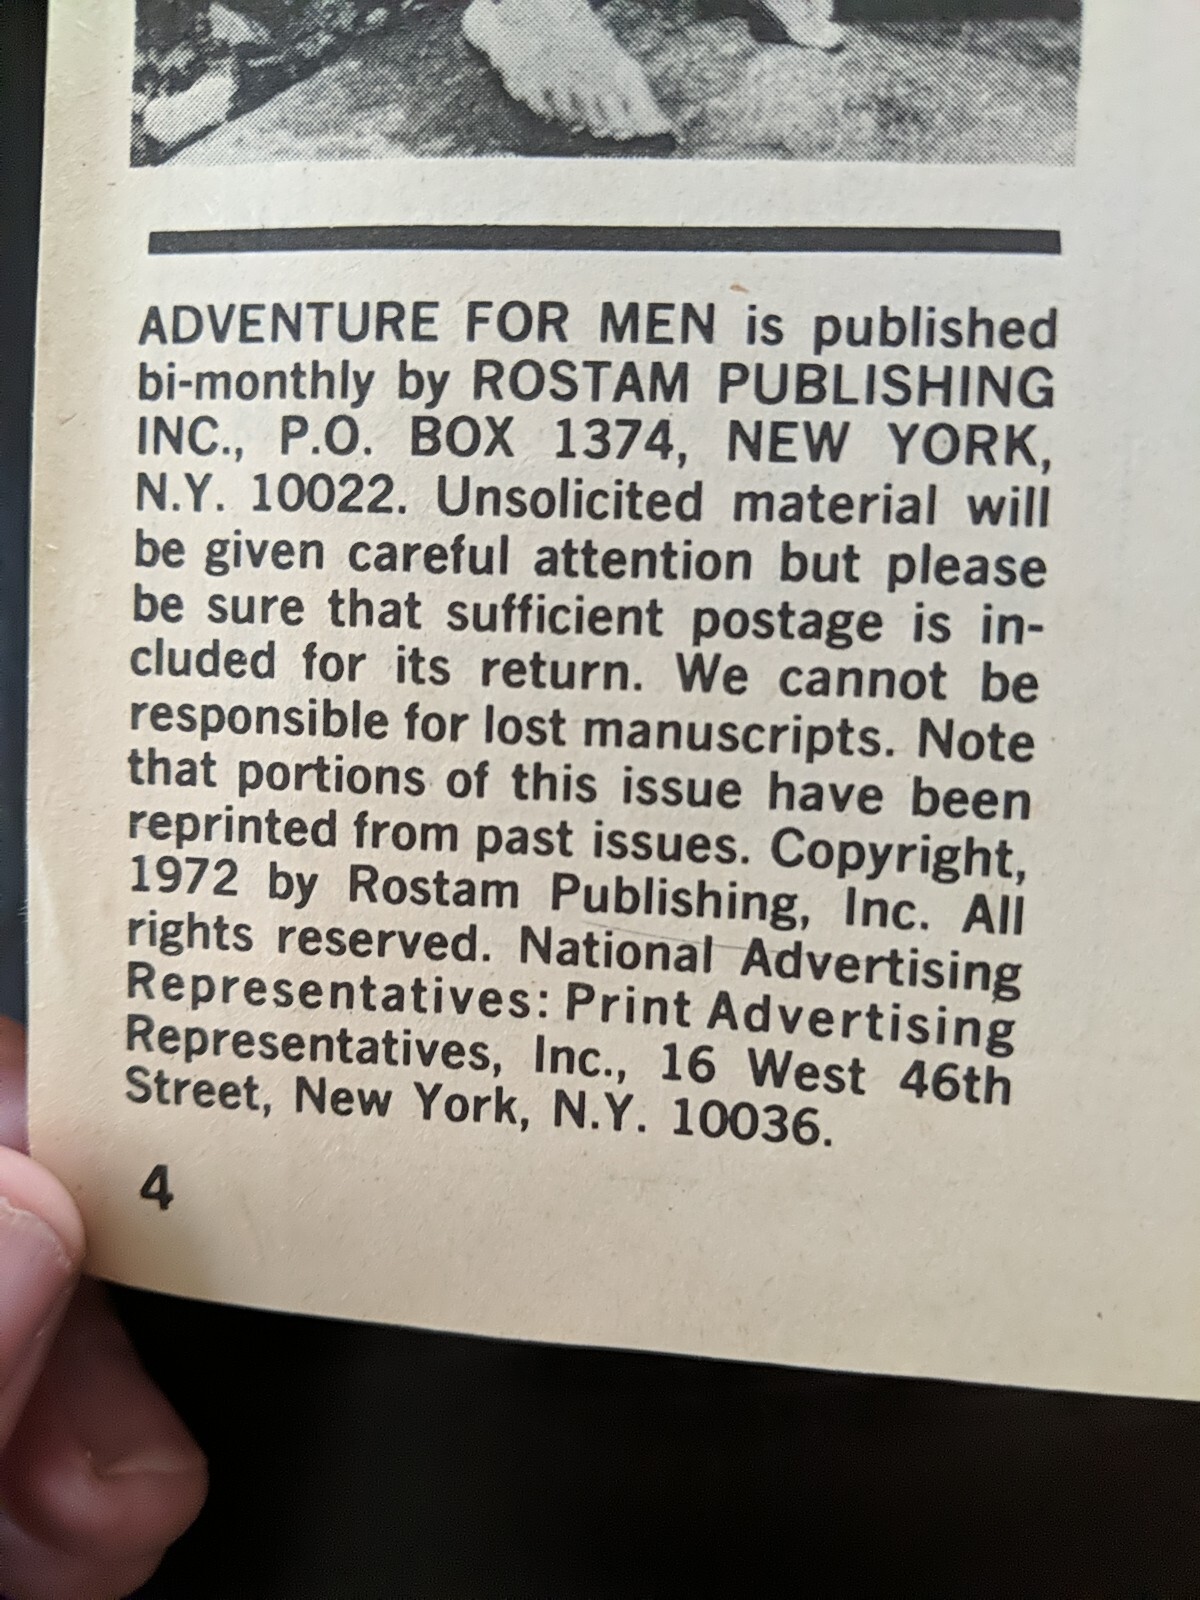 ADVENTURE FOR MEN is published
bi-monthly by ROSTAM PUBLISHING
INC., P.O. BOX 1374, NEW YORK,
N.Y. 10022. Unsolicited material will
be given careful attention but please
be sure that sufficient postage is in-
cluded for its return. We cannot be
responsible for lost manuscripts. Note
that portions of this issue have been
reprinted from past issues. Copyright,
1972 by Rostam Publishing, Inc. All
rights reserved. National Advertising
Representatives: Print Advertising
Representatives, Inc., 16 West 46th
Street, New York, N.Y. 10036.
4